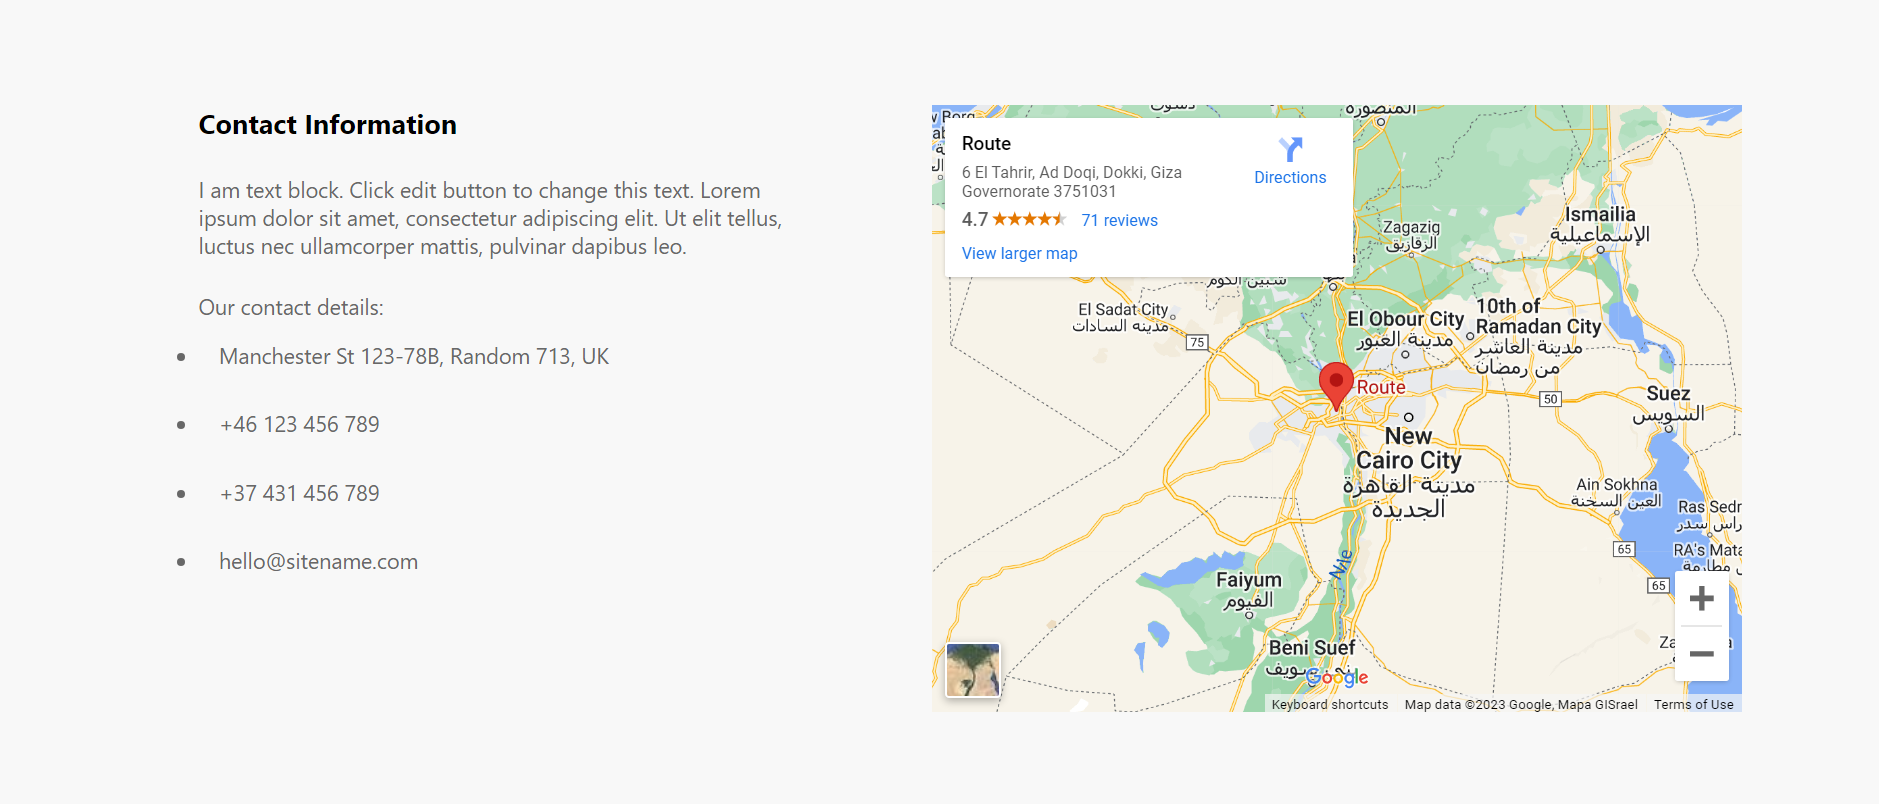 Contact Information
I am text block. Click edit button to change this text. Lorem
ipsum dolor sit amet, consectetur adipiscing elit. Ut elit tellus,
luctus nec ullamcorper mattis, pulvinar dapibus leo.
Our contact details:
Manchester St 123-78B, Random 713, UK
+46 123 456 789
+37 431 456 789
hello@sitename.com
Route
6 El Tahrir, Ad Doqi, Dokki, Giza
Governorate 3751031
Directions
4.7
71 reviews
View larger map
المنصورة
Zagazig
الزقازيق
Ismailia
الإسماعيلية
شبين الكوم
El Sadat City
مدينه السادات
75
El Obour City
مدينة العبور
10th of
Ramadan City
مدينة العاشر
من رمضان
Route
50
Suez
السويس
New
Cairo City
مدينة القاهرة
الجديدة
Ain Sokhna
العين السخنة
Ras Sedr
راس سدر
65
RA's Mata
65
Nile
Faiyum
الفيوم
Beni Suef
بني سويف
Google
Keyboard shortcuts
Map data ©2023 Google, Mapa GISrael
Terms of Use